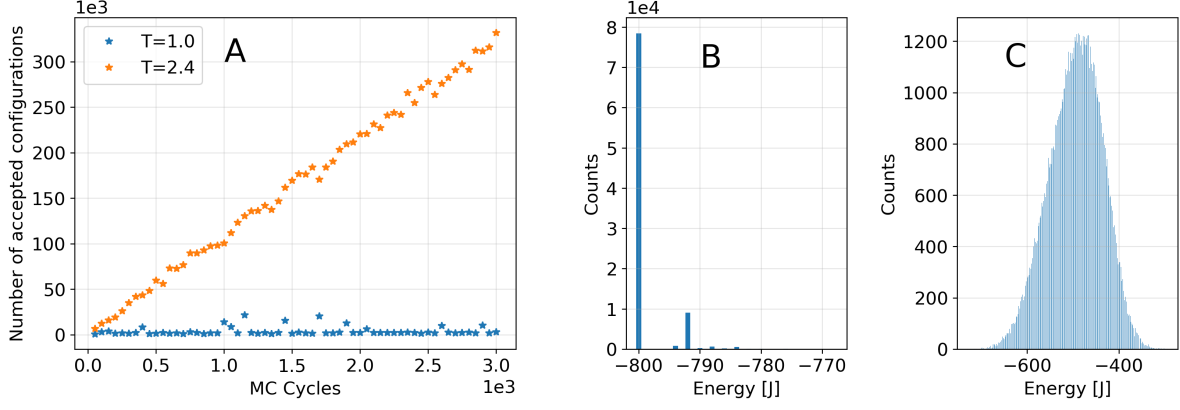 1e3
Number of accepted configurations
300
250
200
150
100
50
0
T=1.0
T=2.4
A
0.0 0.5 1.0 1.5 2.0 2.5 3.0
MC Cycles
1e3
1e4
Counts
8
7
6
5
4
3
2
1
0
B
−800 −790 −780 −770
Energy [J]
Counts
1200
1000
800
600
400
200
0
C
−600 −400
Energy [J]